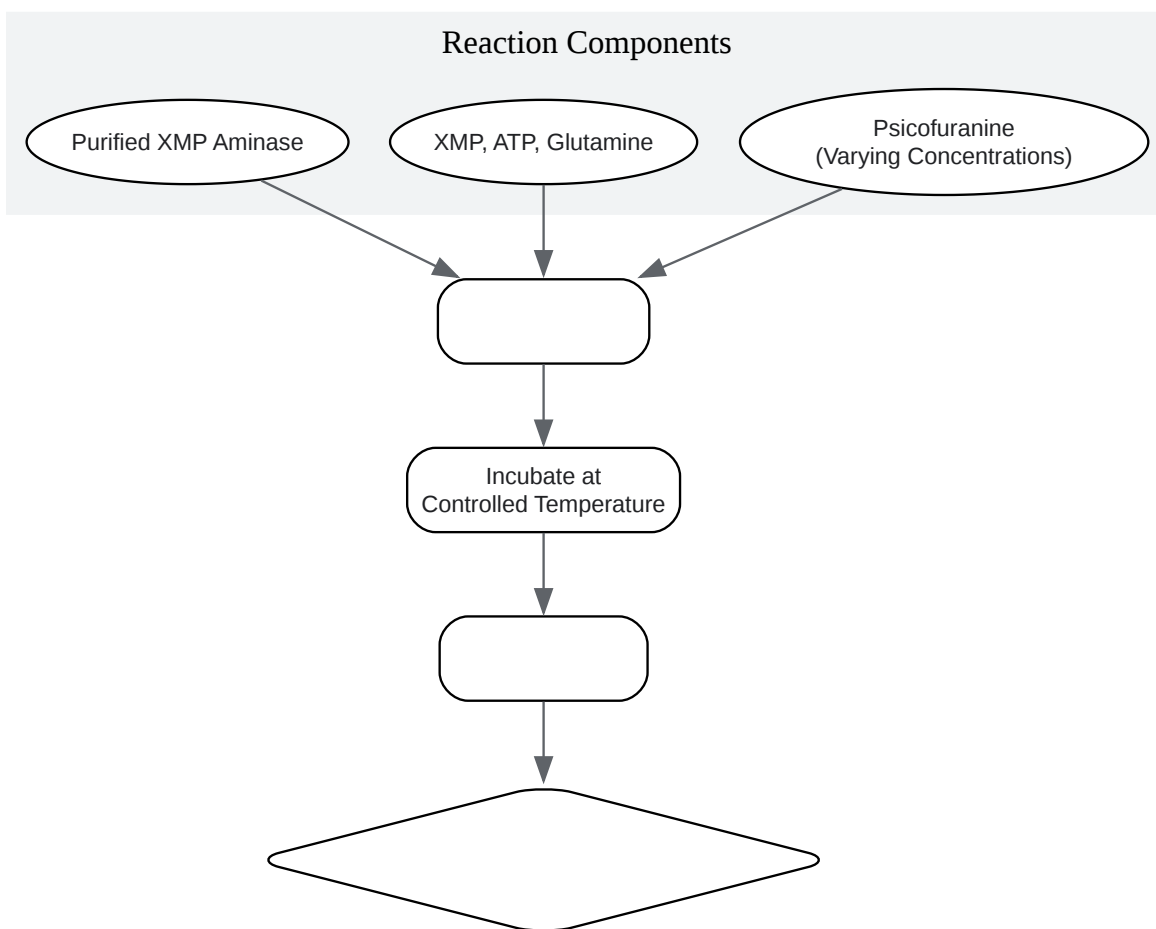 Reaction Components
Purified XMP Aminase
XMP, ATP, Glutamine
Psicofuranine
(Varying Concentrations)
Incubate at
Controlled Temperature